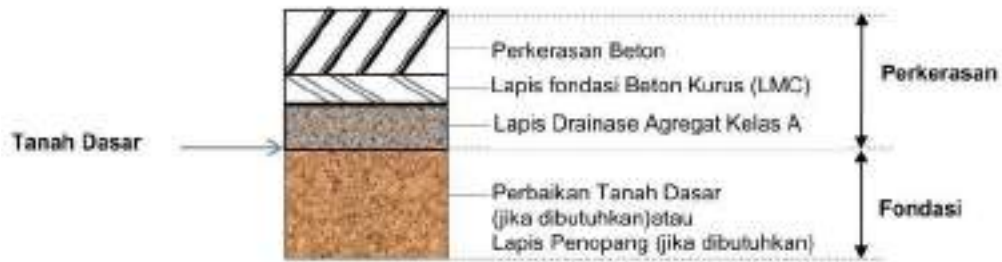 Perkerasan Beton
Lapis fondasi Beton Kurus (LMC)
Lapis Drainase Agregat Kelas A
Perkerasan
Tanah Dasar
Perbaikan Tanah Dasar
(jika dibutuhkan)atau
Lapis Penopang (jika dibutuhkan)
Fondasi